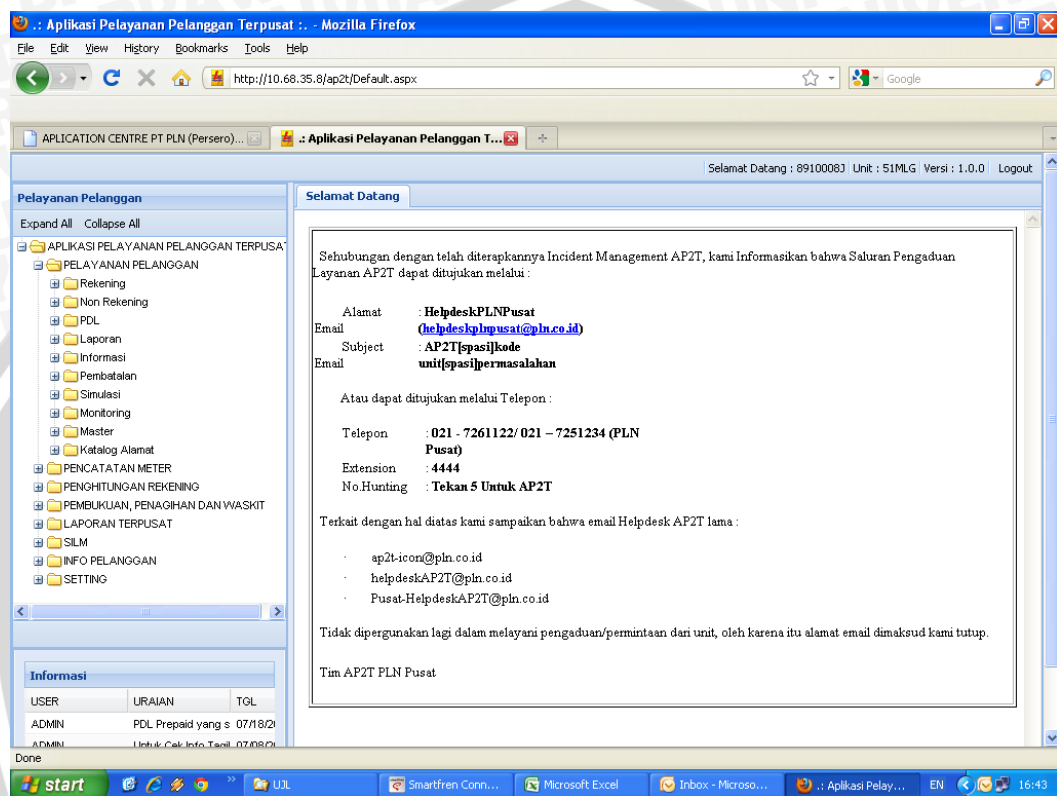 .: Aplikasi Pelayanan Pelanggan Terpusat :. - Mozilla Firefox
File Edit View History Bookmarks Tools Help
http://10.68.35.8/ap2t/Default.aspx
Google
APLICATION CENTRE PT PLN (Persero)...
.: Aplikasi Pelayanan Pelanggan T...
Selamat Datang : 8910008J Unit : 51MLG Versi : 1.0.0 Logout
Pelayanan Pelanggan
Expand All Collapse All
APLIKASI PELAYANAN PELANGGAN TERPUSAT
PELAYANAN PELANGGAN
Rekening
Non Rekening
PDL
Laporan
Informasi
Pembatalan
Simulasi
Monitoring
Master
Katalog Alamat
PENCATATAN METER
PENGHITUNGAN REKENING
PEMBUKUAN, PENAGIHAN DAN WASKIT
LAPORAN TERPUSAT
SILM
INFO PELANGGAN
SETTING
Informasi
USER URAIAN TGL
ADMIN PDL Prepaid yang s 07/18/2
ADMIN Untuk Cek Info Tagil 07/08/2
Selamat Datang
Sehubungan dengan telah diterapkannya Incident Management AP2T, kami Informasikan bahwa Saluran Pengaduan
Layanan AP2T dapat ditujukan melalui :
Alamat : HelpdeskPLNPusat
Email (helpdeskplnpusat@pln.co.id)
Subject : AP2T[spasi]kode
Email unit[spasi]permasalahan
Atau dapat ditujukan melalui Telepon :
Telepon : 021 - 7261122/ 021 – 7251234 (PLN
Pusat)
Extension : 4444
No.Hunting : Tekan 5 Untuk AP2T
Terkait dengan hal diatas kami sampaikan bahwa email Helpdesk AP2T lama :
· ap2t-icon@pln.co.id
· helpdeskAP2T@pln.co.id
· Pusat-HelpdeskAP2T@pln.co.id
Tidak dipergunakan lagi dalam melayani pengaduan/permintaan dari unit, oleh karena itu alamat email dimaksud kami tutup.
Tim AP2T PLN Pusat
Done
start UJL Smartfren Conn... Microsoft Excel Inbox - Microso... .: Aplikasi Pelay... EN 16:43